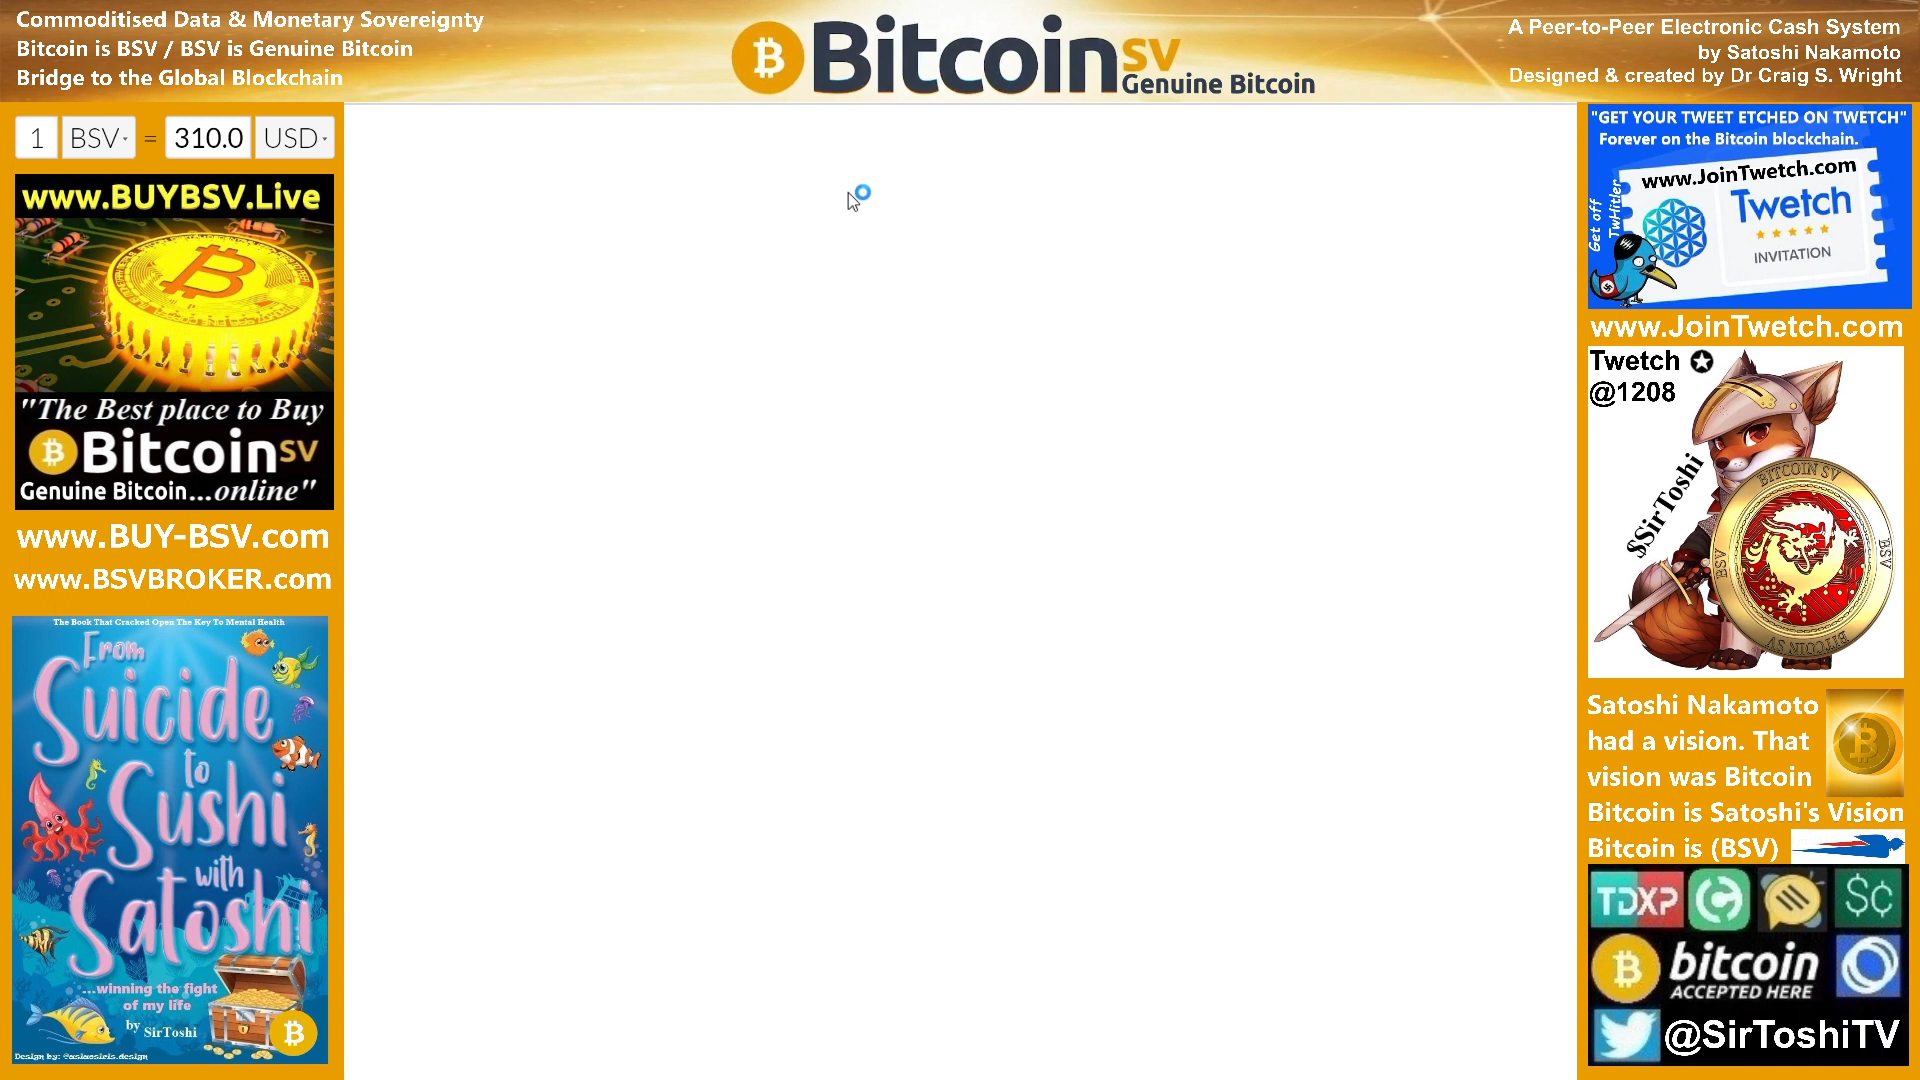 Commoditised Data & Monetary Sovereignty
Bitcoin is BSV / BSV is Genuine Bitcoin
Bridge to the Global Blockchain
BitcoinSV
Genuine Bitcoin
A Peer-to-Peer Electronic Cash System
by Satoshi Nakamoto
Designed & created by Dr Craig S. Wright
1 BSV = 310.0 USD
www.BUYBSV.Live
"The Best place to Buy
BitcoinSV
Genuine Bitcoin...online"
www.BUY-BSV.com
www.BSVBROKER.com
The Book That Cracked Open The Key To Mental Health
From
Suicide
to
Sushi
with
Satoshi
...winning the fight
of my life
by SirToshi
"GET YOUR TWEET ETCHED ON TWETCH"
Forever on the Bitcoin blockchain.
www.JoinTwetch.com
Twetch
INVITATION
Get off
TwHitler
www.JoinTwetch.com
Twetch
@1208
$SirToshi
BITCOIN SV
BSV
BSV
BITCOIN SV
Satoshi Nakamoto
had a vision. That
vision was Bitcoin
Bitcoin is Satoshi's Vision
Bitcoin is (BSV)
TDXP
$¢
bitcoin
ACCEPTED HERE
@SirToshiTV